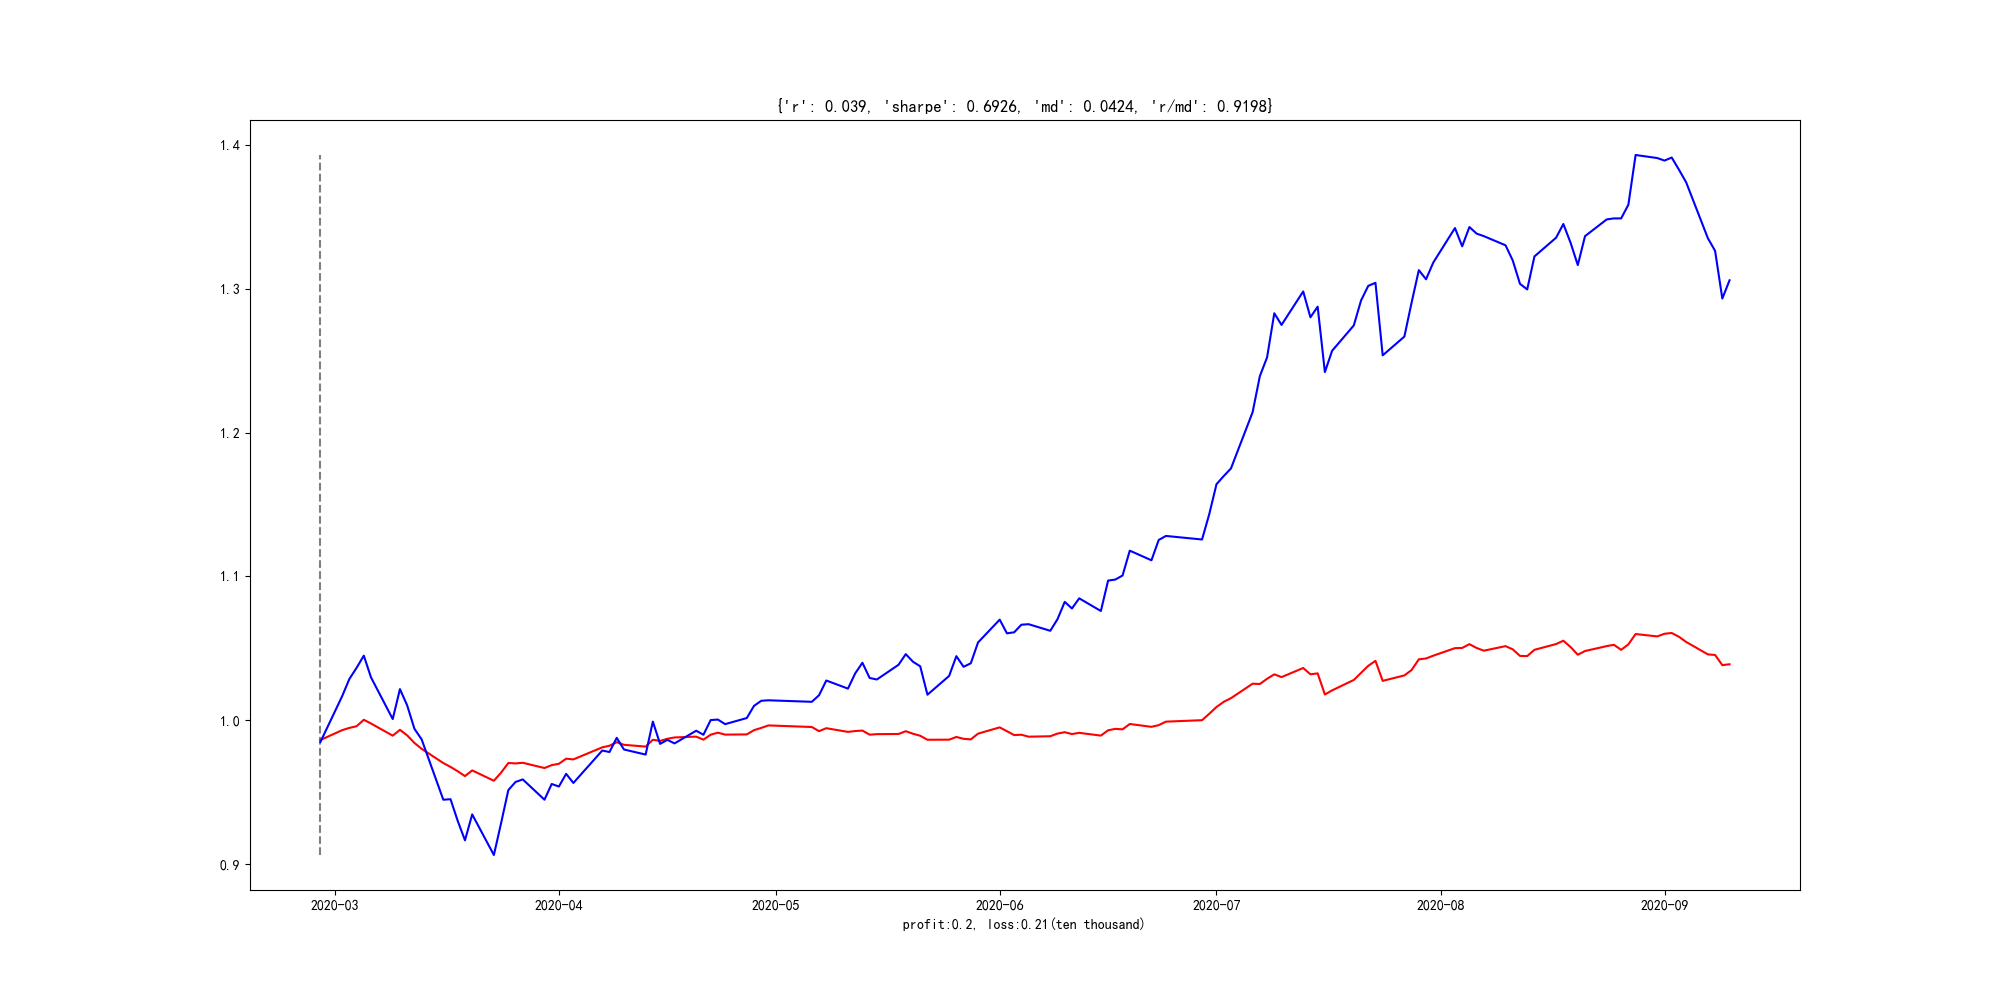 {'r': 0.039, 'sharpe': 0.6926, 'md': 0.0424, 'r/md': 0.9198}
1.4
1.3
1.2
1.1
1.0
0.9
2020-03 2020-04 2020-05 2020-06 2020-07 2020-08 2020-09
profit:0.2, loss:0.21(ten thousand)